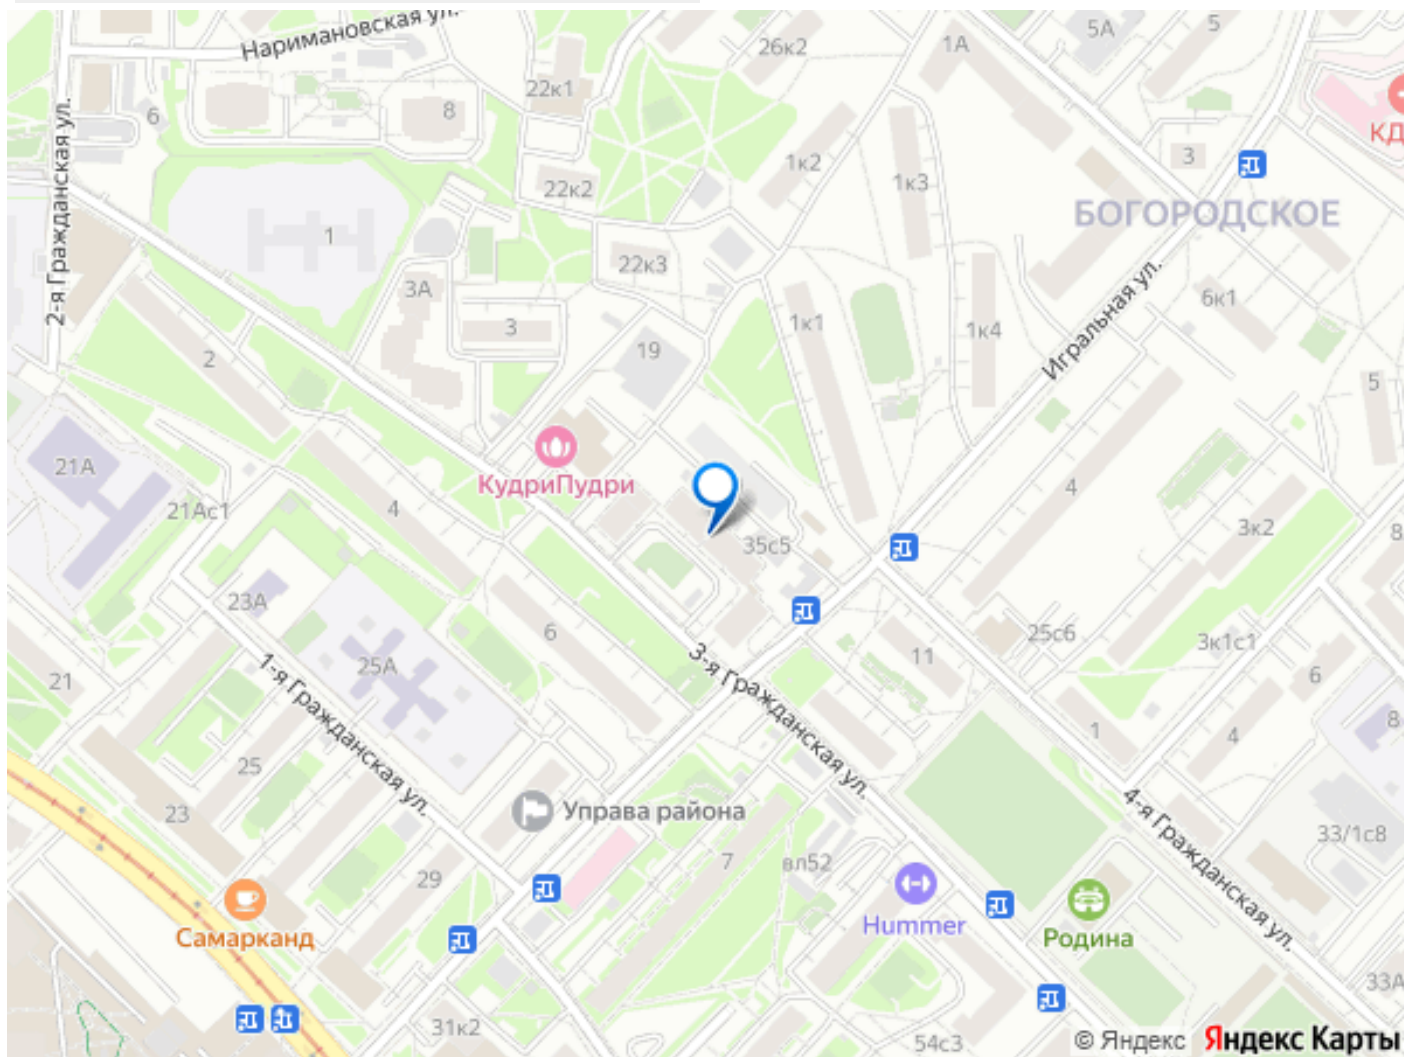 Наримановская ул.
5А
5
26к2
1А
22к1
8
6
2-я Гражданская ул.
КД
3
1к2
1к3
22к2
БОГОРОДСКОЕ
1
22к3
3А
6к1
Игральная ул.
3
1к1
1к4
19
2
5
21А
КудриПудри
4
21Ас1
4
3к2
8
35с5
23А
6
25с6
3к1с1
11
25А
3-я Гражданская ул.
6
21
1-я Гражданская ул.
8
1
4
25
4-я Гражданская ул.
23
Управа района
33/1с8
7
вл52
29
Hummer
Самарканд
Родина
33А
31к2
54с3
© Яндекс Яндекс Карты